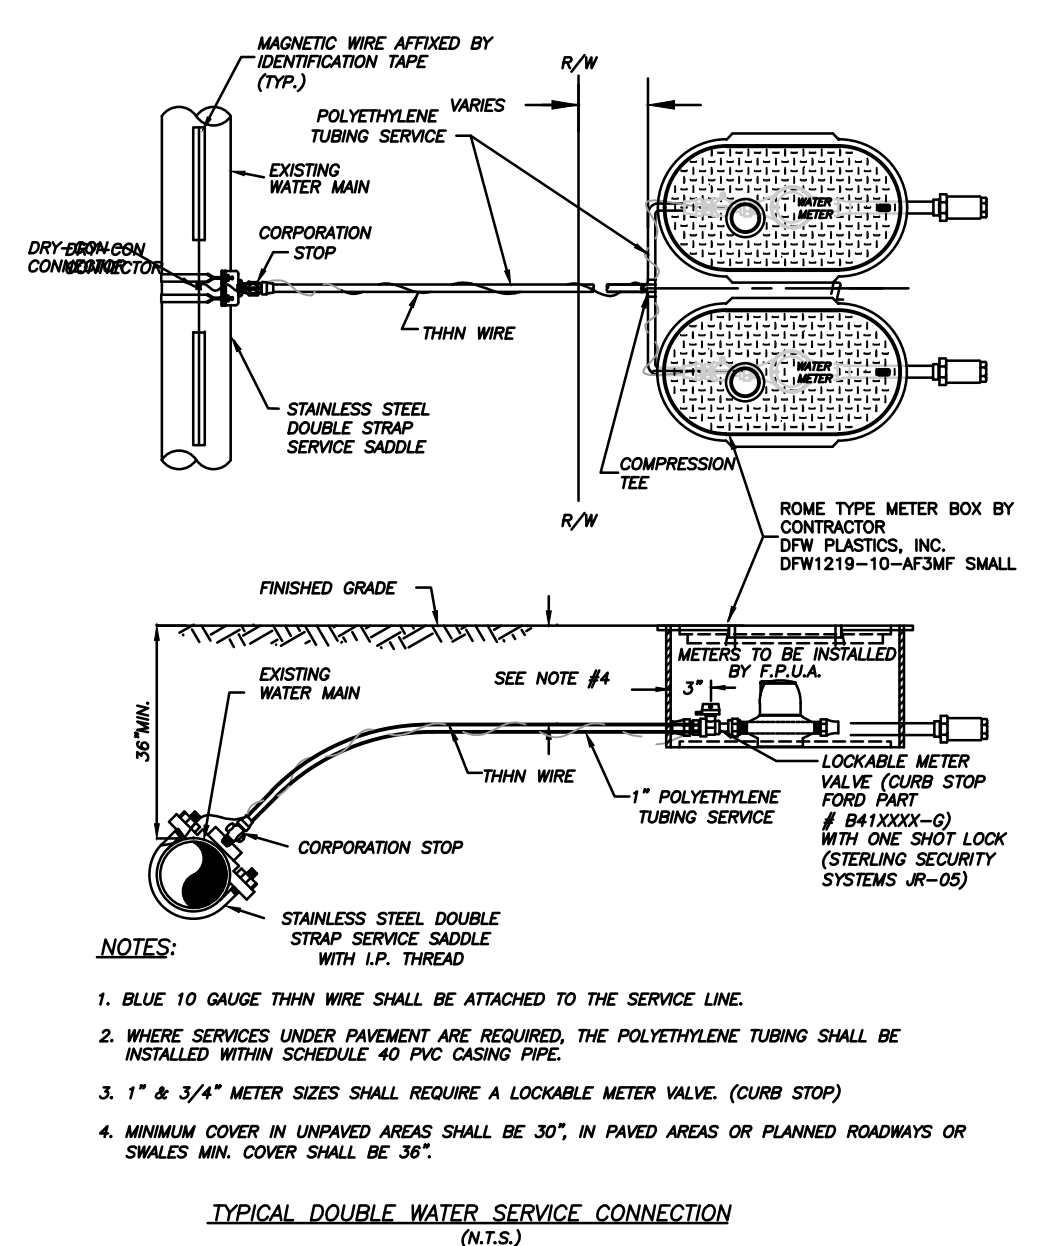 MAGNETIC WIRE AFFIXED BY
IDENTIFICATION TAPE
(TYP.)
R/W
VARIES
POLYETHYLENE
TUBING SERVICE
EXISTING
WATER MAIN
CORPORATION
STOP
DRY-CON
CONNECTOR
DRY-CON
CONNECTOR
WATER
METER
THHN WIRE
WATER
METER
STAINLESS STEEL
DOUBLE STRAP
SERVICE SADDLE
COMPRESSION
TEE
R/W
ROME TYPE METER BOX BY
CONTRACTOR
DFW PLASTICS, INC.
DFW1219-10-AF3MF SMALL
FINISHED GRADE
METERS TO BE INSTALLED
BY F.P.U.A.
EXISTING
WATER MAIN
SEE NOTE #4
3"
36"MIN.
THHN WIRE
1" POLYETHYLENE
TUBING SERVICE
LOCKABLE METER
VALVE (CURB STOP
FORD PART
# B41XXXX-G)
WITH ONE SHOT LOCK
(STERLING SECURITY
SYSTEMS JR-05)
CORPORATION STOP
STAINLESS STEEL DOUBLE
STRAP SERVICE SADDLE
WITH I.P. THREAD
NOTES:
1. BLUE 10 GAUGE THHN WIRE SHALL BE ATTACHED TO THE SERVICE LINE.
2. WHERE SERVICES UNDER PAVEMENT ARE REQUIRED, THE POLYETHYLENE TUBING SHALL BE
INSTALLED WITHIN SCHEDULE 40 PVC CASING PIPE.
3. 1" & 3/4" METER SIZES SHALL REQUIRE A LOCKABLE METER VALVE. (CURB STOP)
4. MINIMUM COVER IN UNPAVED AREAS SHALL BE 30", IN PAVED AREAS OR PLANNED ROADWAYS OR
SWALES MIN. COVER SHALL BE 36".
TYPICAL DOUBLE WATER SERVICE CONNECTION
(N.T.S.)